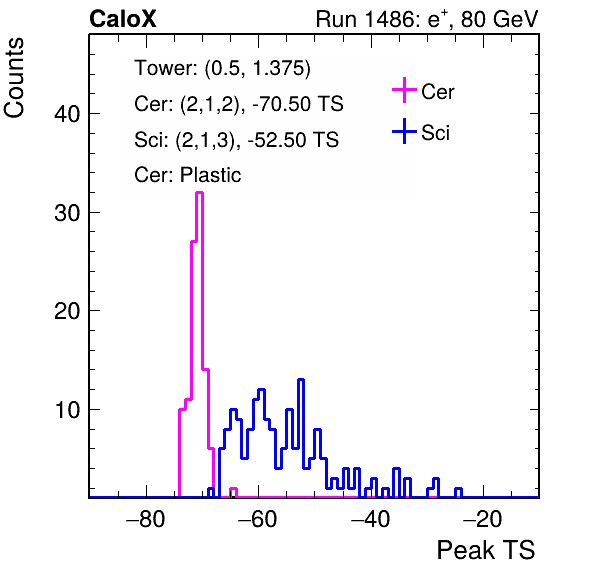 CaloX Run 1486: e⁺, 80 GeV
Counts
Tower: (0.5, 1.375)
Cer: (2,1,2), -70.50 TS
Sci: (2,1,3), -52.50 TS
Cer: Plastic
Cer
Sci
40
30
20
10
−80 −60 −40 −20
Peak TS